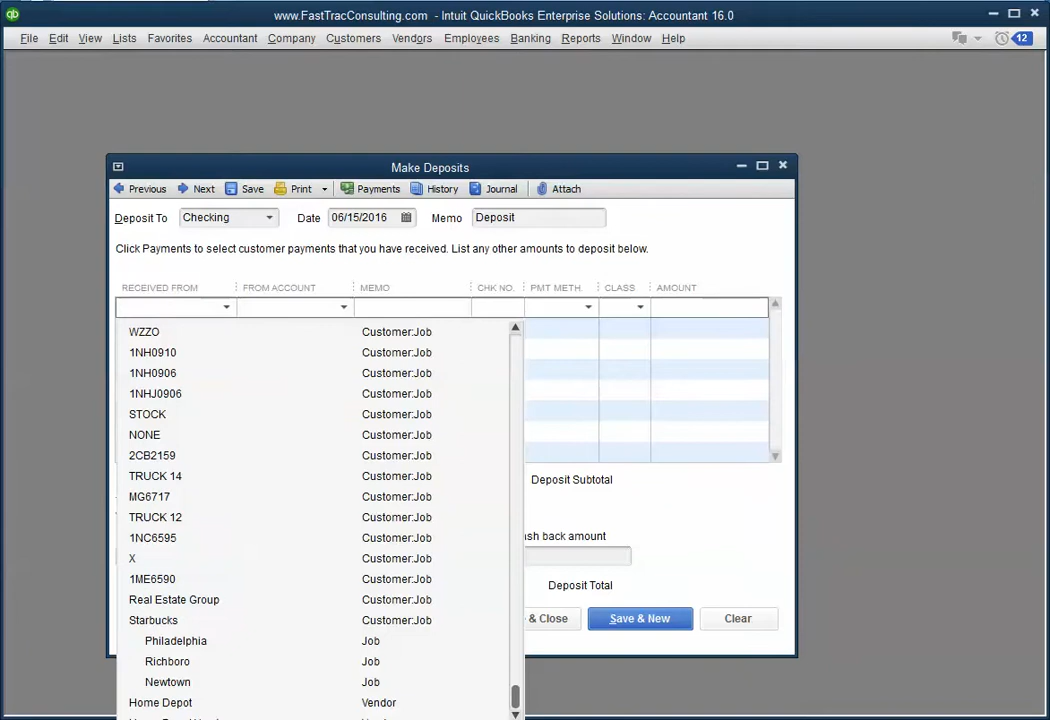 qb www.FastTracConsulting.com - Intuit QuickBooks Enterprise Solutions: Accountant 16.0
File Edit View Lists Favorites Accountant Company Customers Vendors Employees Banking Reports Window Help 12
Make Deposits
Previous Next Save Print Payments History Journal Attach
Deposit To Checking Date 06/15/2016 Memo Deposit
Click Payments to select customer payments that you have received. List any other amounts to deposit below.
RECEIVED FROM FROM ACCOUNT MEMO CHK NO. PMT METH. CLASS AMOUNT
WZZO Customer:Job
1NH0910 Customer:Job
1NH0906 Customer:Job
1NHJ0906 Customer:Job
STOCK Customer:Job
NONE Customer:Job
2CB2159 Customer:Job
TRUCK 14 Customer:Job
Deposit Subtotal
MG6717 Customer:Job
TRUCK 12 Customer:Job
1NC6595 Customer:Job
sh back amount
X Customer:Job
1ME6590 Customer:Job
Deposit Total
Real Estate Group Customer:Job
Starbucks Customer:Job
& Close Save & New Clear
Philadelphia Job
Richboro Job
Newtown Job
Home Depot Vendor